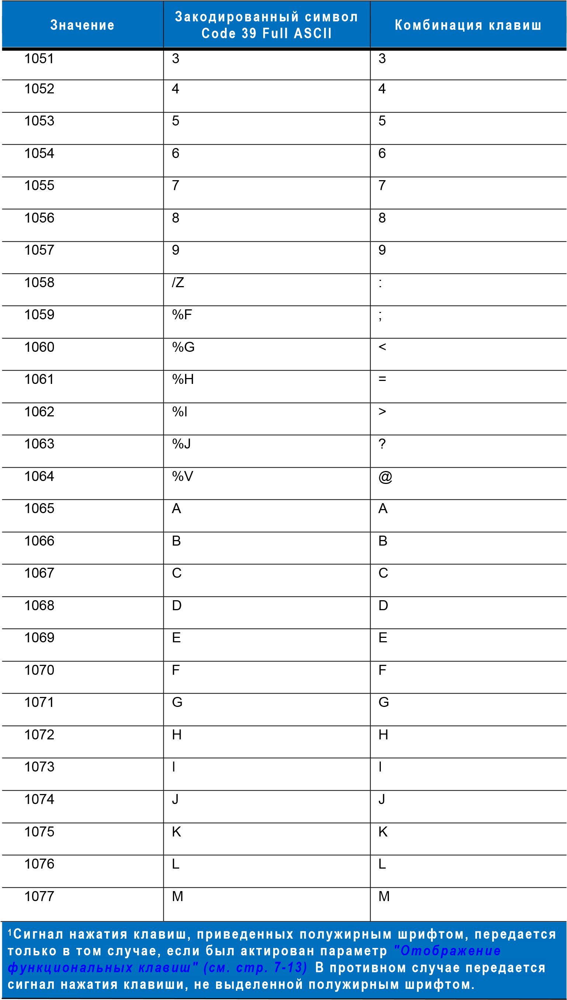 Значение
Закодированный символ
Code 39 Full ASCII
Комбинация клавиш
1051 3 3
1052 4 4
1053 5 5
1054 6 6
1055 7 7
1056 8 8
1057 9 9
1058 /Z :
1059 %F ;
1060 %G <
1061 %H =
1062 %I >
1063 %J ?
1064 %V @
1065 A A
1066 B B
1067 C C
1068 D D
1069 E E
1070 F F
1071 G G
1072 H H
1073 I I
1074 J J
1075 K K
1076 L L
1077 M M
¹Сигнал нажатия клавиш, приведенных полужирным шрифтом, передается
только в том случае, если был актирован параметр "Отображение
функциональных клавиш" (см. стр. 7-13). В противном случае передается
сигнал нажатия клавиши, не выделенной полужирным шрифтом.